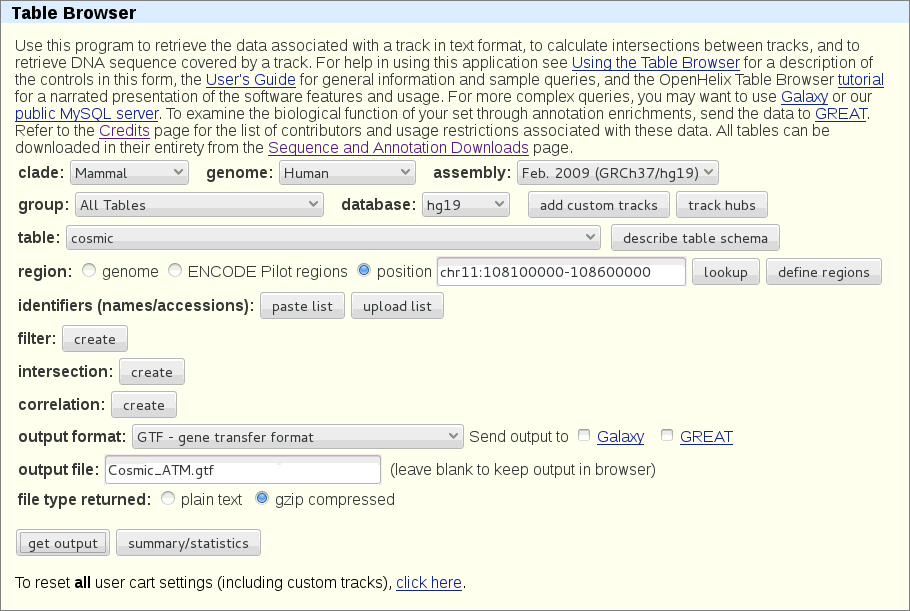 Table Browser
Use this program to retrieve the data associated with a track in text format, to calculate intersections between tracks, and to
retrieve DNA sequence covered by a track. For help in using this application see Using the Table Browser for a description of
the controls in this form, the User's Guide for general information and sample queries, and the OpenHelix Table Browser tutorial
for a narrated presentation of the software features and usage. For more complex queries, you may want to use Galaxy or our
public MySQL server. To examine the biological function of your set through annotation enrichments, send the data to GREAT.
Refer to the Credits page for the list of contributors and usage restrictions associated with these data. All tables can be
downloaded in their entirety from the Sequence and Annotation Downloads page.
clade: Mammal genome: Human assembly: Feb. 2009 (GRCh37/hg19)
group: All Tables database: hg19 add custom tracks track hubs
table: cosmic describe table schema
region: genome ENCODE Pilot regions position chr11:108100000-108600000 lookup define regions
identifiers (names/accessions): paste list upload list
filter: create
intersection: create
correlation: create
output format: GTF - gene transfer format Send output to Galaxy GREAT
output file: Cosmic_ATM.gtf (leave blank to keep output in browser)
file type returned: plain text gzip compressed
get output summary/statistics
To reset all user cart settings (including custom tracks), click here.